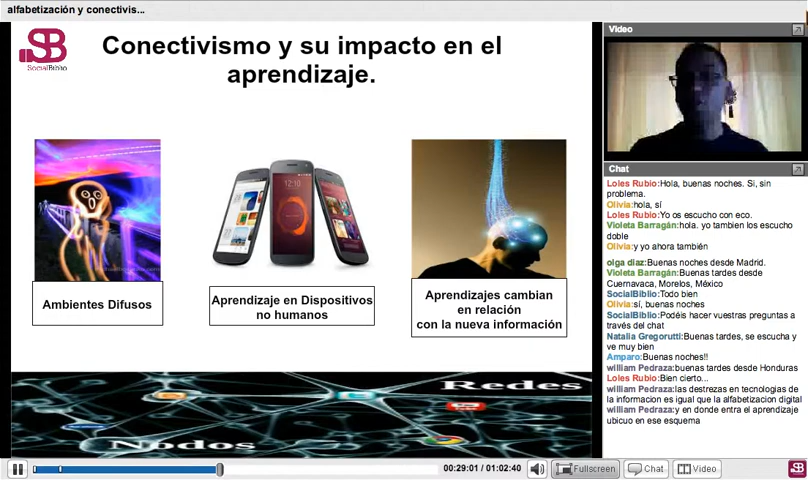 alfabetización y conectivis...
SB
SocialBiblio
Conectivismo y su impacto en el
aprendizaje.
Ambientes Difusos
Aprendizaje en Dispositivos
no humanos
Aprendizajes cambian
en relación
con la nueva información
Redes
Nodos
Video
Chat
Loles Rubio:Hola, buenas noches. Si, sin
problema.
Olivia:hola, sí
Loles Rubio:Yo os escucho con eco.
Violeta Barragán:hola. yo tambien los escucho
doble
Olivia:y yo ahora también
olga diaz:Buenas noches desde Madrid.
Violeta Barragán:Buenas tardes desde
Cuernavaca, Morelos, México
SocialBiblio:Todo bien
Olivia:sí, buenas noches
SocialBiblio:Podéis hacer vuestras preguntas a
través del chat
Natalia Gregorutti:Buenas tardes, se escucha y
ve muy bien
Amparo:Buenas noches!!
william Pedraza:buenas tardes desde Honduras
Loles Rubio:Bien cierto...
william Pedraza:las destrezas en tecnologias de
la informacion es igual que la alfabetizacion digital
william Pedraza:y en donde entra el aprendizaje
ubicuo en ese esquema
00:29:01 / 01:02:40
Fullscreen
Chat
Video
SB